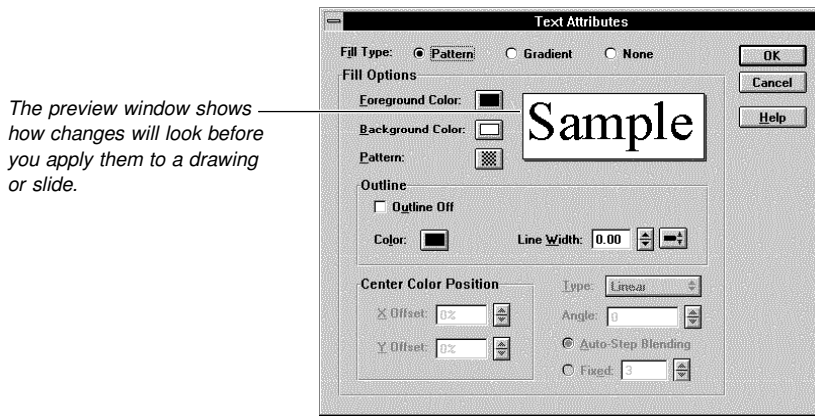 Text Attributes
Fill Type: Pattern Gradient None
OK
Fill Options
Cancel
Foreground Color:
Sample
Help
The preview window shows
how changes will look before
you apply them to a drawing
or slide.
Background Color:
Pattern:
Outline
Outline Off
Color: Line Width: 0.00
Center Color Position
Type: Linear
X Offset: 0%
Angle: 0
Y Offset: 0%
Auto-Step Blending
Fixed: 3